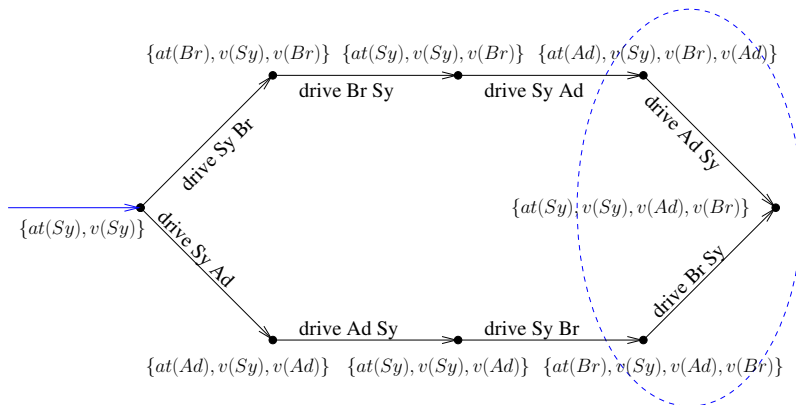 {at(Br), v(Sy), v(Br)} {at(Sy), v(Sy), v(Br)} {at(Ad), v(Sy), v(Br), v(Ad)}
drive Br Sy drive Sy Ad
drive Sy Br
drive Ad Sy
{at(Sy), v(Sy)}
{at(Sy), v(Sy), v(Ad), v(Br)}
drive Sy Ad
drive Br Sy
drive Ad Sy drive Sy Br
{at(Ad), v(Sy), v(Ad)} {at(Sy), v(Sy), v(Ad)} {at(Br), v(Sy), v(Ad), v(Br)}